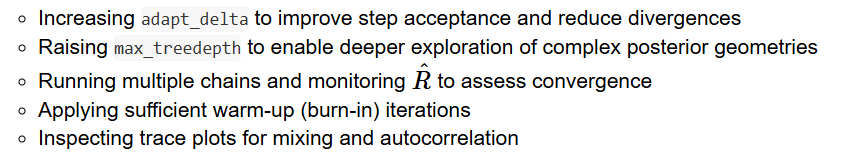 Increasing adapt_delta to improve step acceptance and reduce divergences
Raising max_treedepth to enable deeper exploration of complex posterior geometries
Running multiple chains and monitoring R̂ to assess convergence
Applying sufficient warm-up (burn-in) iterations
Inspecting trace plots for mixing and autocorrelation